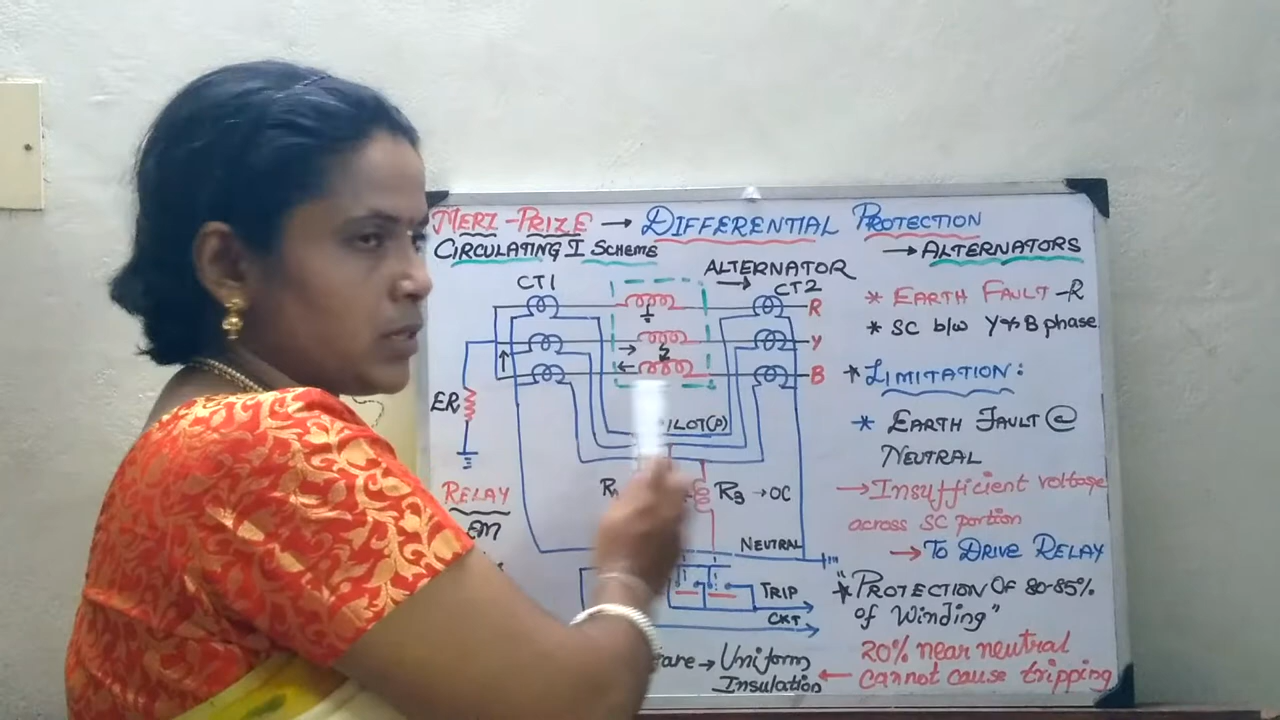 MERZ-PRIZE → DIFFERENTIAL PROTECTION
CIRCULATING I SCHEME
→ ALTERNATORS
ALTERNATOR →
CT1
CT2
R
Y
B
ER
* EARTH FAULT-R
* SC b/w Y & B phase
* LIMITATION:
* EARTH FAULT @
NEUTRAL
→ Insufficient voltage
across SC portion
→ TO DRIVE RELAY
* "PROTECTION OF 80-85%
of Winding"
20% near neutral
← cannot cause tripping
ILOT(P)
RELAY
EM
R3 → OC
NEUTRAL
TRIP
CKT
→ Uniform
Insulation